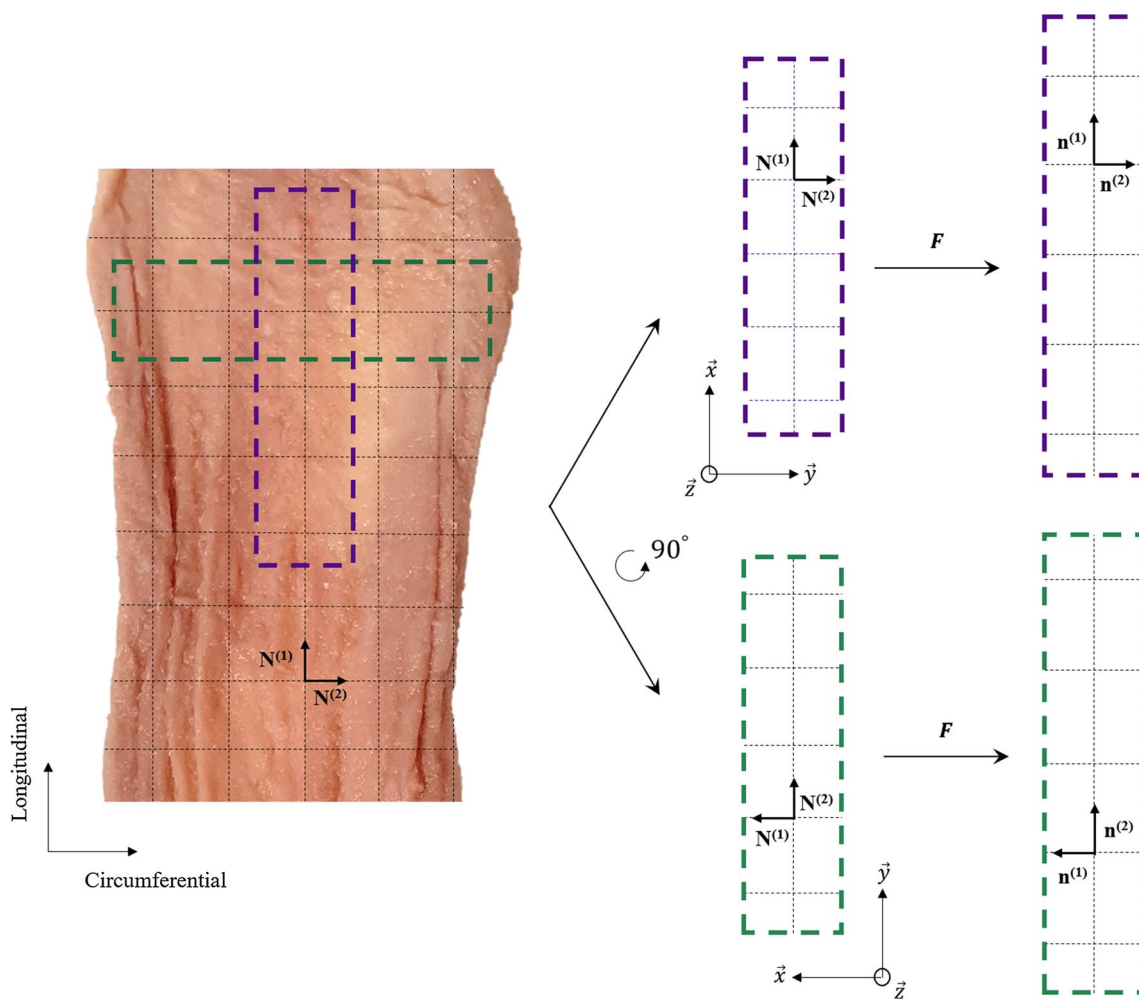 N(1)
N(2)
Longitudinal
Circumferential
90°
N(1)
N(2)
x⃗
z⃗
y⃗
F
n(1)
n(2)
N(2)
N(1)
y⃗
x⃗
z⃗
F
n(2)
n(1)